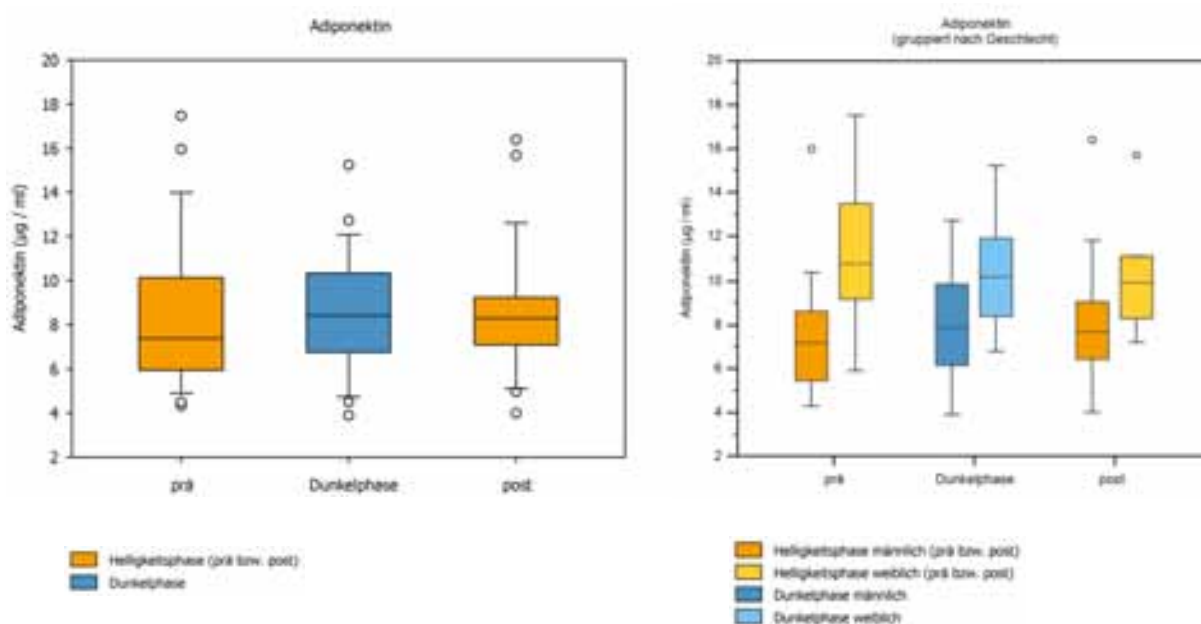 Adiponektin
20
18
16
14
12
10
8
6
4
2
Adiponektin (µg / ml)
prä
Dunkelphase
post
Helligkeitsphase (prä bzw. post)
Dunkelphase
Adiponektin
(gruppiert nach Geschlecht)
20
18
16
14
12
10
8
6
4
2
Adiponektin (µg / ml)
prä
Dunkelphase
post
Helligkeitsphase männlich (prä bzw. post)
Helligkeitsphase weiblich (prä bzw. post)
Dunkelphase männlich
Dunkelphase weiblich